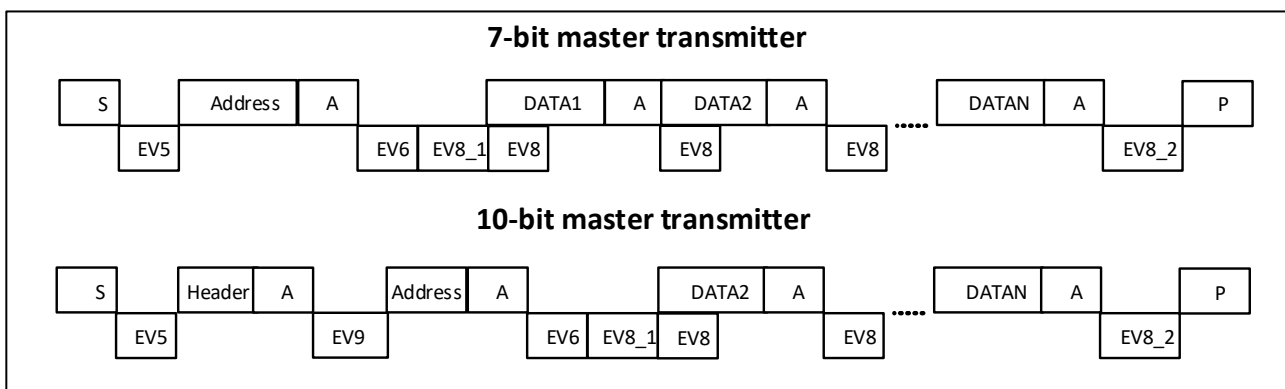 7-bit master transmitter
S Address A DATA1 A DATA2 A ..... DATAN A P
EV5 EV6 EV8_1 EV8 EV8 EV8 EV8_2
10-bit master transmitter
S Header A Address A DATA2 A ..... DATAN A P
EV5 EV9 EV6 EV8_1 EV8 EV8 EV8_2